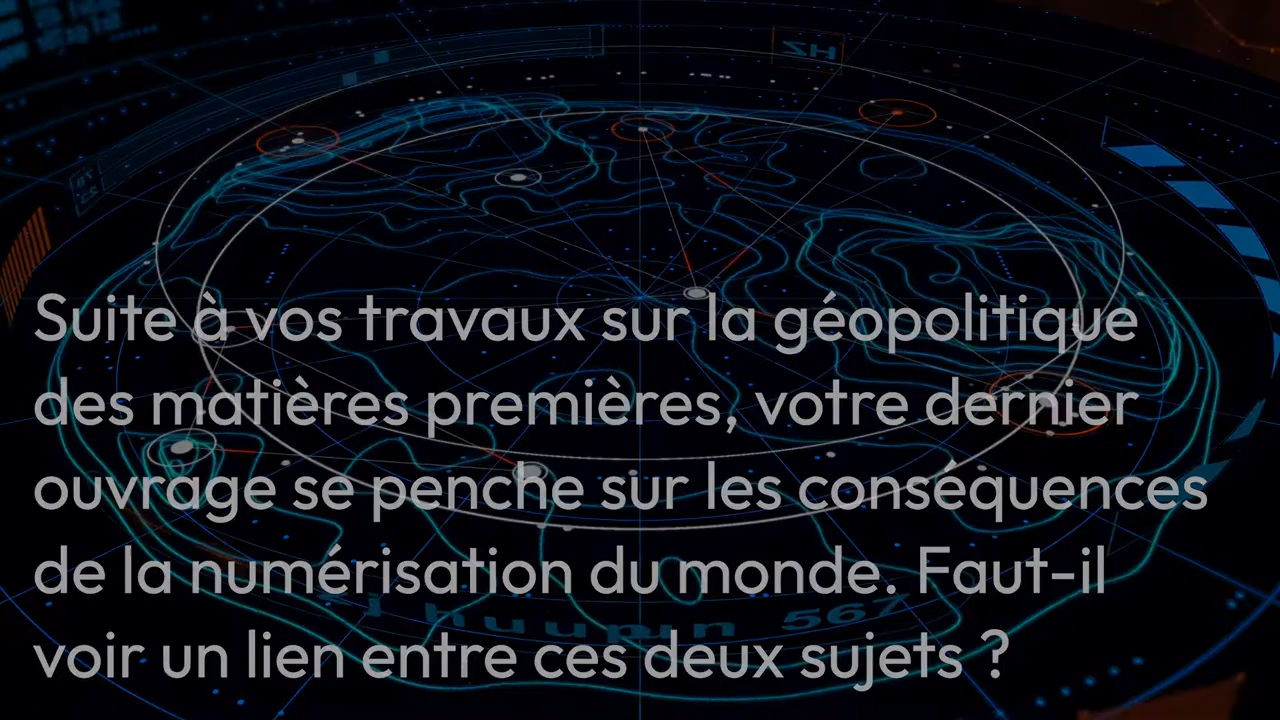 Suite à vos travaux sur la géopolitique
des matières premières, votre dernier
ouvrage se penche sur les conséquences
de la numérisation du monde. Faut-il
voir un lien entre ces deux sujets ?